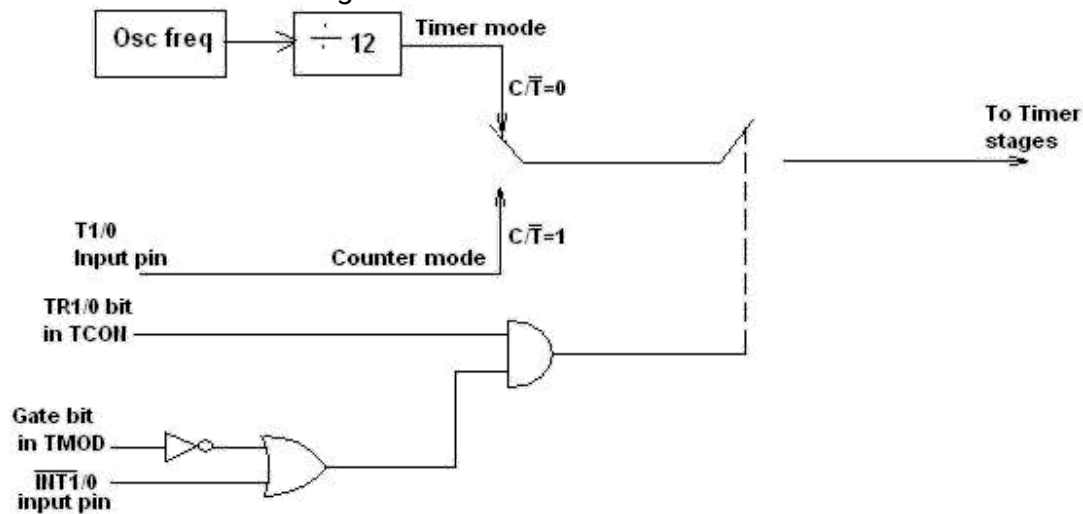 Osc freq
÷ 12
Timer mode
C/T̅=0
To Timer
stages
T1/0
Input pin
Counter mode
C/T̅=1
TR1/0 bit
in TCON
Gate bit
in TMOD
I̅N̅T̅1̅/0
input pin